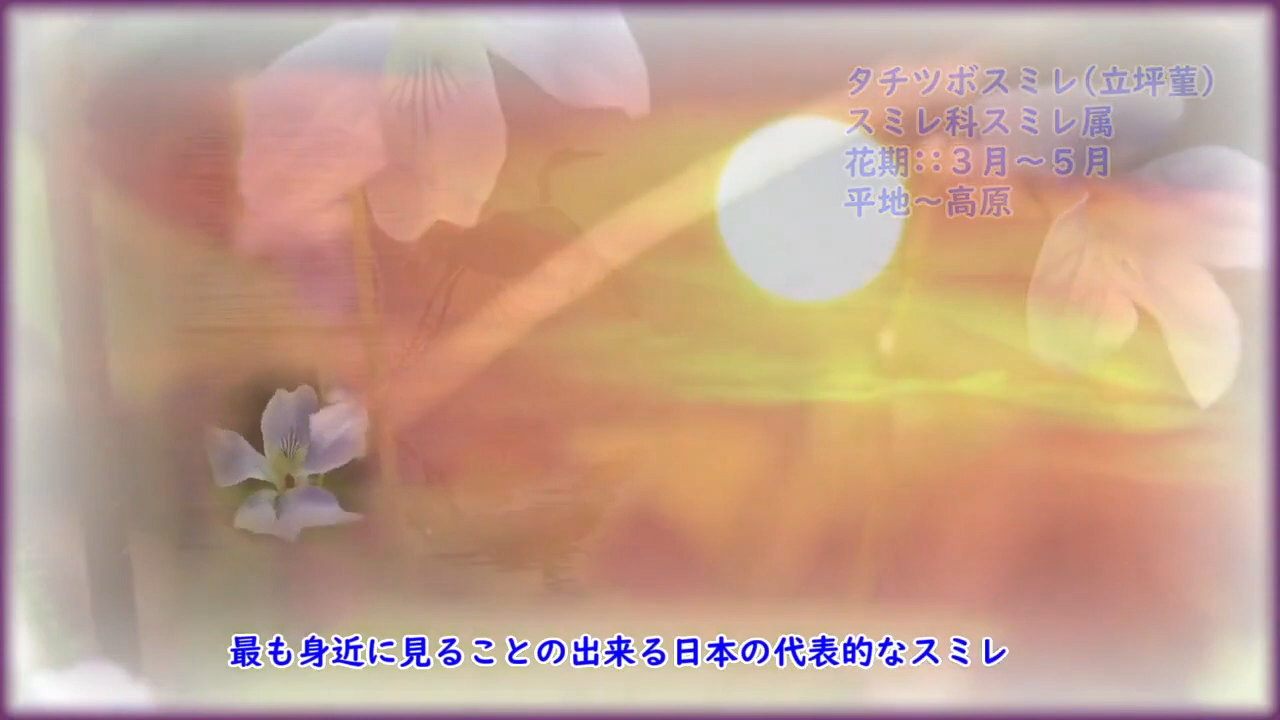 タチツボスミレ(立坪菫)
スミレ科スミレ属
花期::３月～５月
平地～高原
最も身近に見ることの出来る日本の代表的なスミレ